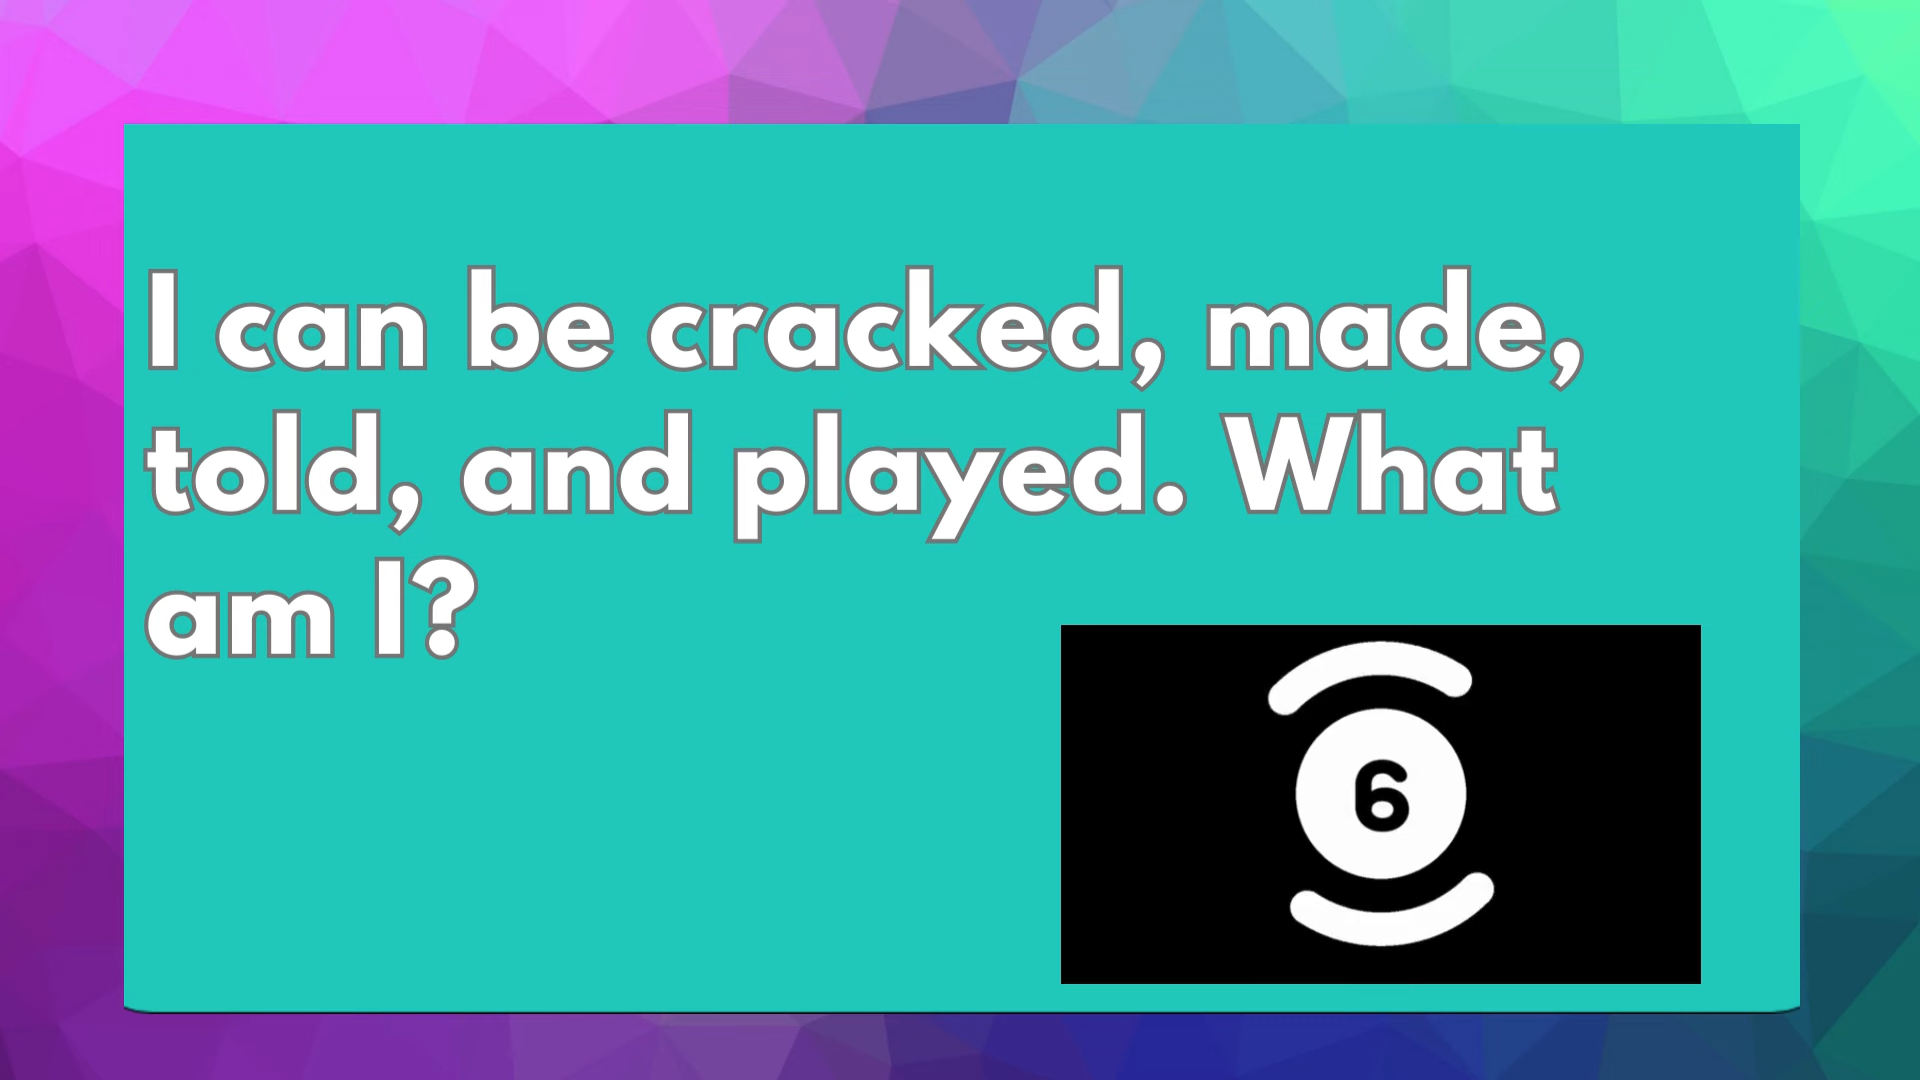 I can be cracked, made,
told, and played. What
am I?
6